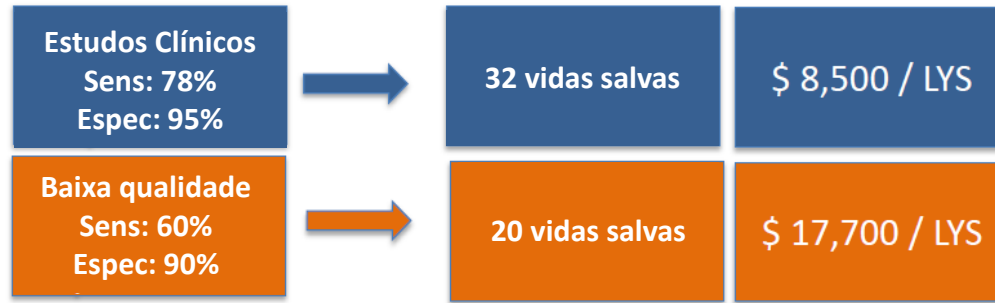 Estudos Clínicos
Sens: 78%
Espec: 95%
32 vidas salvas
$ 8,500 / LYS
Baixa qualidade
Sens: 60%
Espec: 90%
20 vidas salvas
$ 17,700 / LYS